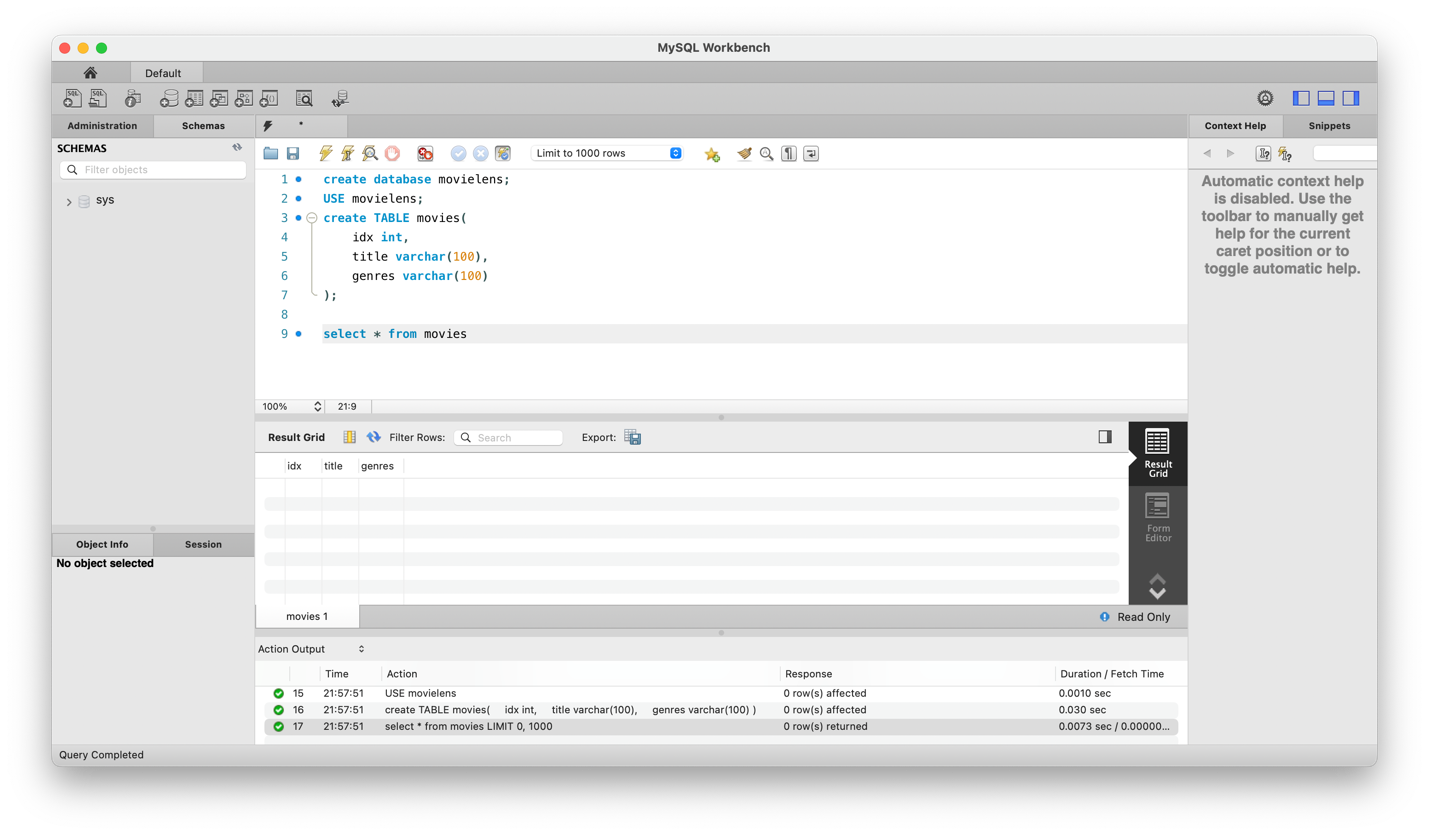 MySQL Workbench
Default
Administration
Schemas
*
Context Help
Snippets
SCHEMAS
Filter objects
sys
Limit to 1000 rows
1 create database movielens;
2 USE movielens;
3 create TABLE movies(
4 idx int,
5 title varchar(100),
6 genres varchar(100)
7 );
8
9 select * from movies
Automatic context help
is disabled. Use the
toolbar to manually get
help for the current
caret position or to
toggle automatic help.
100% 21:9
Result Grid Filter Rows: Search Export:
idx title genres
Result
Grid
Form
Editor
Object Info
Session
No object selected
movies 1
Read Only
Action Output
Time Action Response Duration / Fetch Time
15 21:57:51 USE movielens 0 row(s) affected 0.0010 sec
16 21:57:51 create TABLE movies( idx int, title varchar(100), genres varchar(100) ) 0 row(s) affected 0.030 sec
17 21:57:51 select * from movies LIMIT 0, 1000 0 row(s) returned 0.0073 sec / 0.00000...
Query Completed